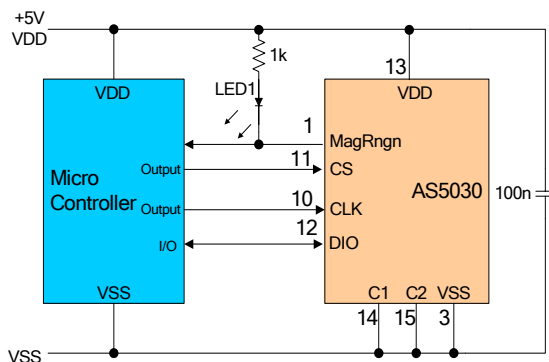 +5V
VDD
1k
13
VDD
VDD
LED1
1
MagRngn
Micro
Controller
Output
11
CS
AS5030
100n
Output
10
CLK
I/O
12
DIO
VSS
C1
C2
VSS
14
15
3
VSS